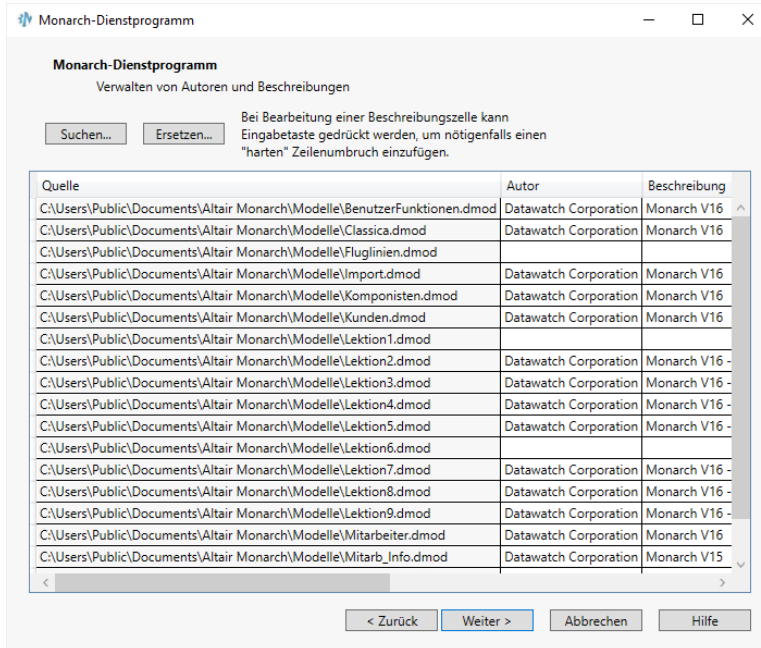 Monarch-Dienstprogramm
Monarch-Dienstprogramm
Verwalten von Autoren und Beschreibungen
Suchen... Ersetzen... Bei Bearbeitung einer Beschreibungszelle kann
Eingabetaste gedrückt werden, um nötigenfalls einen
"harten" Zeilenumbruch einzufügen.
Quelle Autor Beschreibung
C:\Users\Public\Documents\Altair Monarch\Modelle\BenutzerFunktionen.dmod Datawatch Corporation Monarch V16
C:\Users\Public\Documents\Altair Monarch\Modelle\Classica.dmod Datawatch Corporation Monarch V16
C:\Users\Public\Documents\Altair Monarch\Modelle\Fluglinien.dmod
C:\Users\Public\Documents\Altair Monarch\Modelle\Import.dmod Datawatch Corporation Monarch V16
C:\Users\Public\Documents\Altair Monarch\Modelle\Komponisten.dmod Datawatch Corporation Monarch V16
C:\Users\Public\Documents\Altair Monarch\Modelle\Kunden.dmod Datawatch Corporation Monarch V16
C:\Users\Public\Documents\Altair Monarch\Modelle\Lektion1.dmod
C:\Users\Public\Documents\Altair Monarch\Modelle\Lektion2.dmod Datawatch Corporation Monarch V16 -
C:\Users\Public\Documents\Altair Monarch\Modelle\Lektion3.dmod Datawatch Corporation Monarch V16 -
C:\Users\Public\Documents\Altair Monarch\Modelle\Lektion4.dmod Datawatch Corporation Monarch V16 -
C:\Users\Public\Documents\Altair Monarch\Modelle\Lektion5.dmod Datawatch Corporation Monarch V16 -
C:\Users\Public\Documents\Altair Monarch\Modelle\Lektion6.dmod
C:\Users\Public\Documents\Altair Monarch\Modelle\Lektion7.dmod Datawatch Corporation Monarch V16 -
C:\Users\Public\Documents\Altair Monarch\Modelle\Lektion8.dmod Datawatch Corporation Monarch V16 -
C:\Users\Public\Documents\Altair Monarch\Modelle\Lektion9.dmod Datawatch Corporation Monarch V16 -
C:\Users\Public\Documents\Altair Monarch\Modelle\Mitarbeiter.dmod Datawatch Corporation Monarch V16
C:\Users\Public\Documents\Altair Monarch\Modelle\Mitarb_Info.dmod Datawatch Corporation Monarch V15
< Zurück Weiter > Abbrechen Hilfe